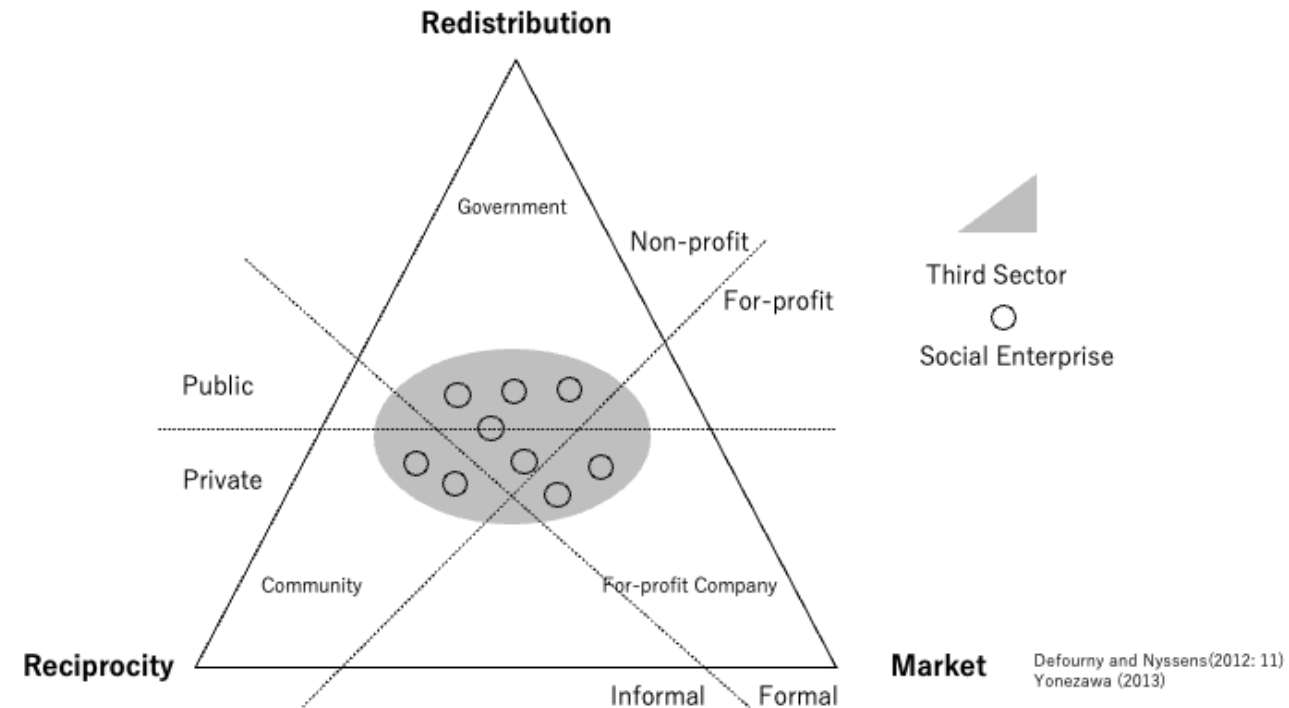 Redistribution
Government
Non-profit
For-profit
Third Sector
Social Enterprise
Public
Private
Community
For-profit Company
Reciprocity
Market
Defourny and Nyssens(2012: 11)
Yonezawa (2013)
Informal
Formal